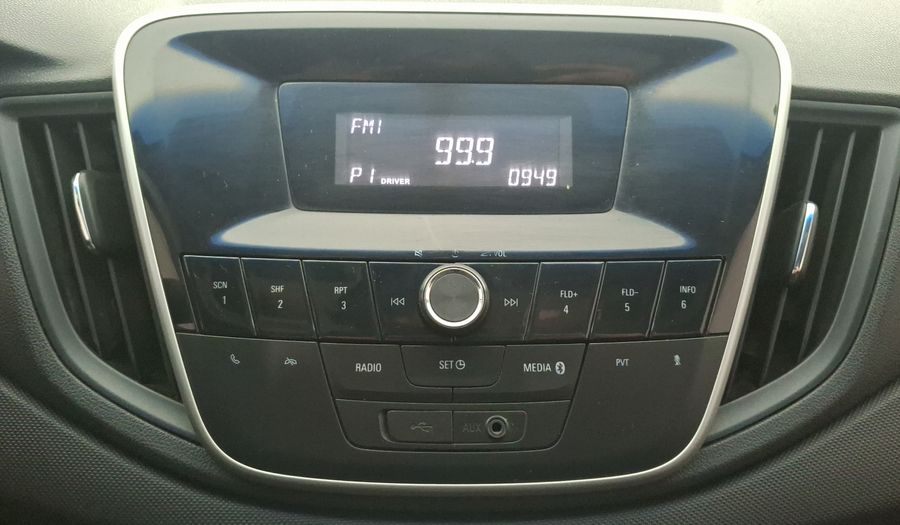 FM1
99.9
P1 DRIVER 0949
VOL
SCN 1
SHF 2
RPT 3
FLD+ 4
FLD- 5
INFO 6
RADIO
SET
MEDIA
PVT
AUX